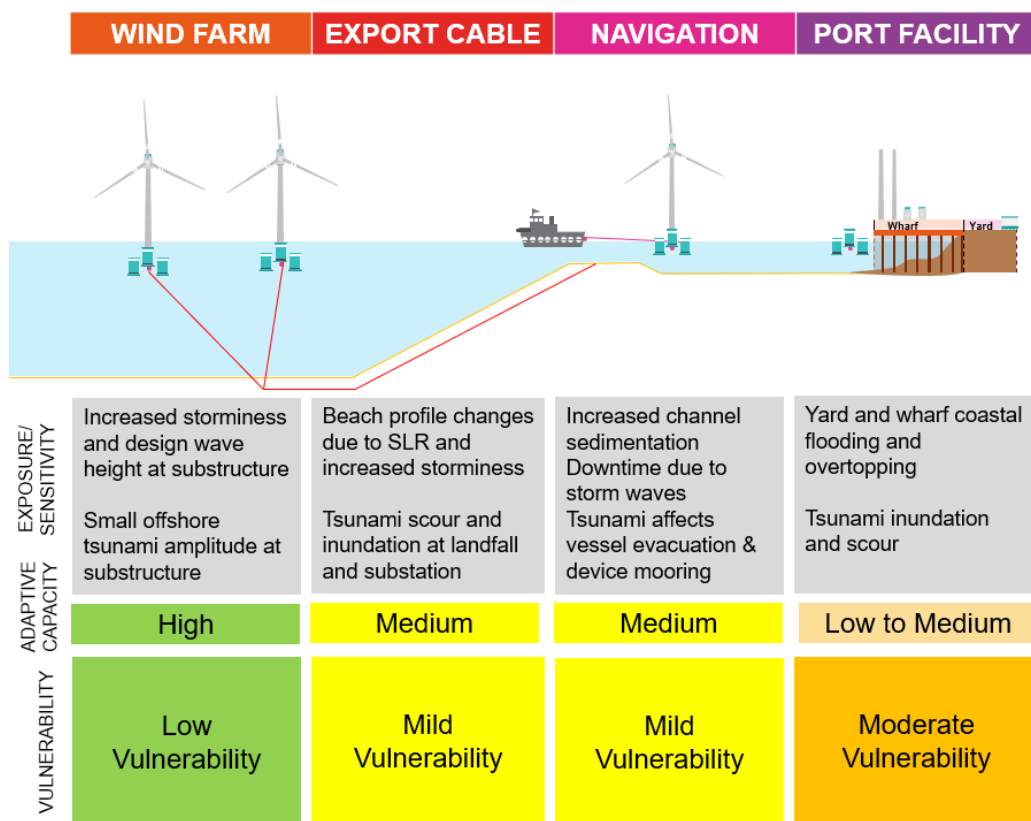 WIND FARM
EXPORT CABLE
NAVIGATION
PORT FACILITY
Wharf
Yard
EXPOSURE/
SENSITIVITY
Increased storminess
and design wave
height at substructure
Small offshore
tsunami amplitude at
substructure
Beach profile changes
due to SLR and
increased storminess
Tsunami scour and
inundation at landfall
and substation
Increased channel
sedimentation
Downtime due to
storm waves
Tsunami affects
vessel evacuation &
device mooring
Yard and wharf coastal
flooding and
overtopping
Tsunami inundation
and scour
ADAPTIVE
CAPACITY
High
Medium
Medium
Low to Medium
VULNERABILITY
Low
Vulnerability
Mild
Vulnerability
Mild
Vulnerability
Moderate
Vulnerability